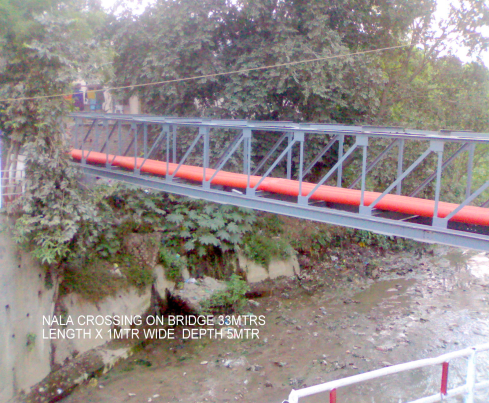 NALA CROSSING ON BRIDGE 33MTRS
LENGTH X 1MTR WIDE DEPTH 5MTR